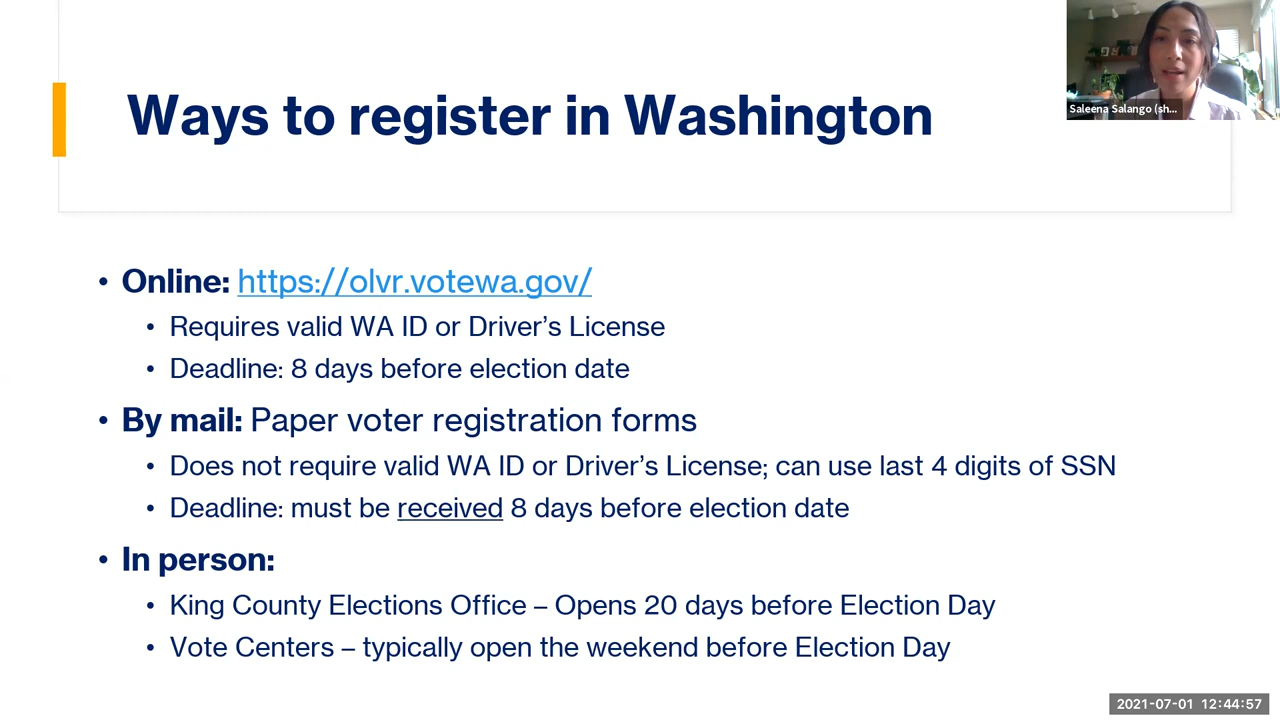 Ways to register in Washington
Saleena Salango (sh...
• Online: https://olvr.votewa.gov/
• Requires valid WA ID or Driver’s License
• Deadline: 8 days before election date
• By mail: Paper voter registration forms
• Does not require valid WA ID or Driver’s License; can use last 4 digits of SSN
• Deadline: must be received 8 days before election date
• In person:
• King County Elections Office – Opens 20 days before Election Day
• Vote Centers – typically open the weekend before Election Day
2021-07-01 12:44:57